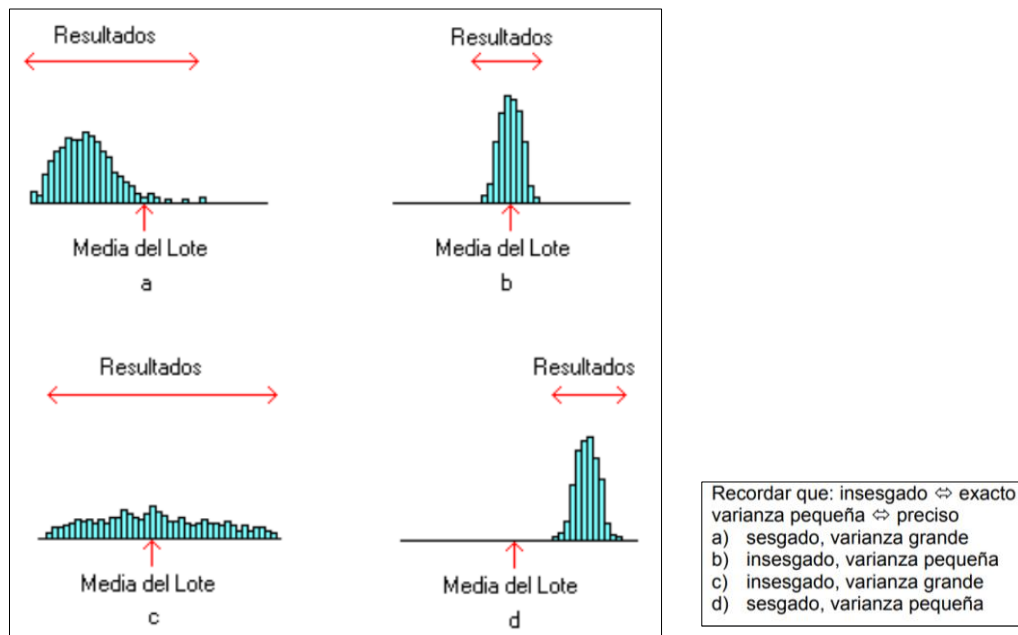 Resultados
Resultados
Media del Lote
Media del Lote
a
b
Resultados
Resultados
Media del Lote
Media del Lote
c
d
Recordar que: insesgado ⇔ exacto
varianza pequeña ⇔ preciso
a) sesgado, varianza grande
b) insesgado, varianza pequeña
c) insesgado, varianza grande
d) sesgado, varianza pequeña